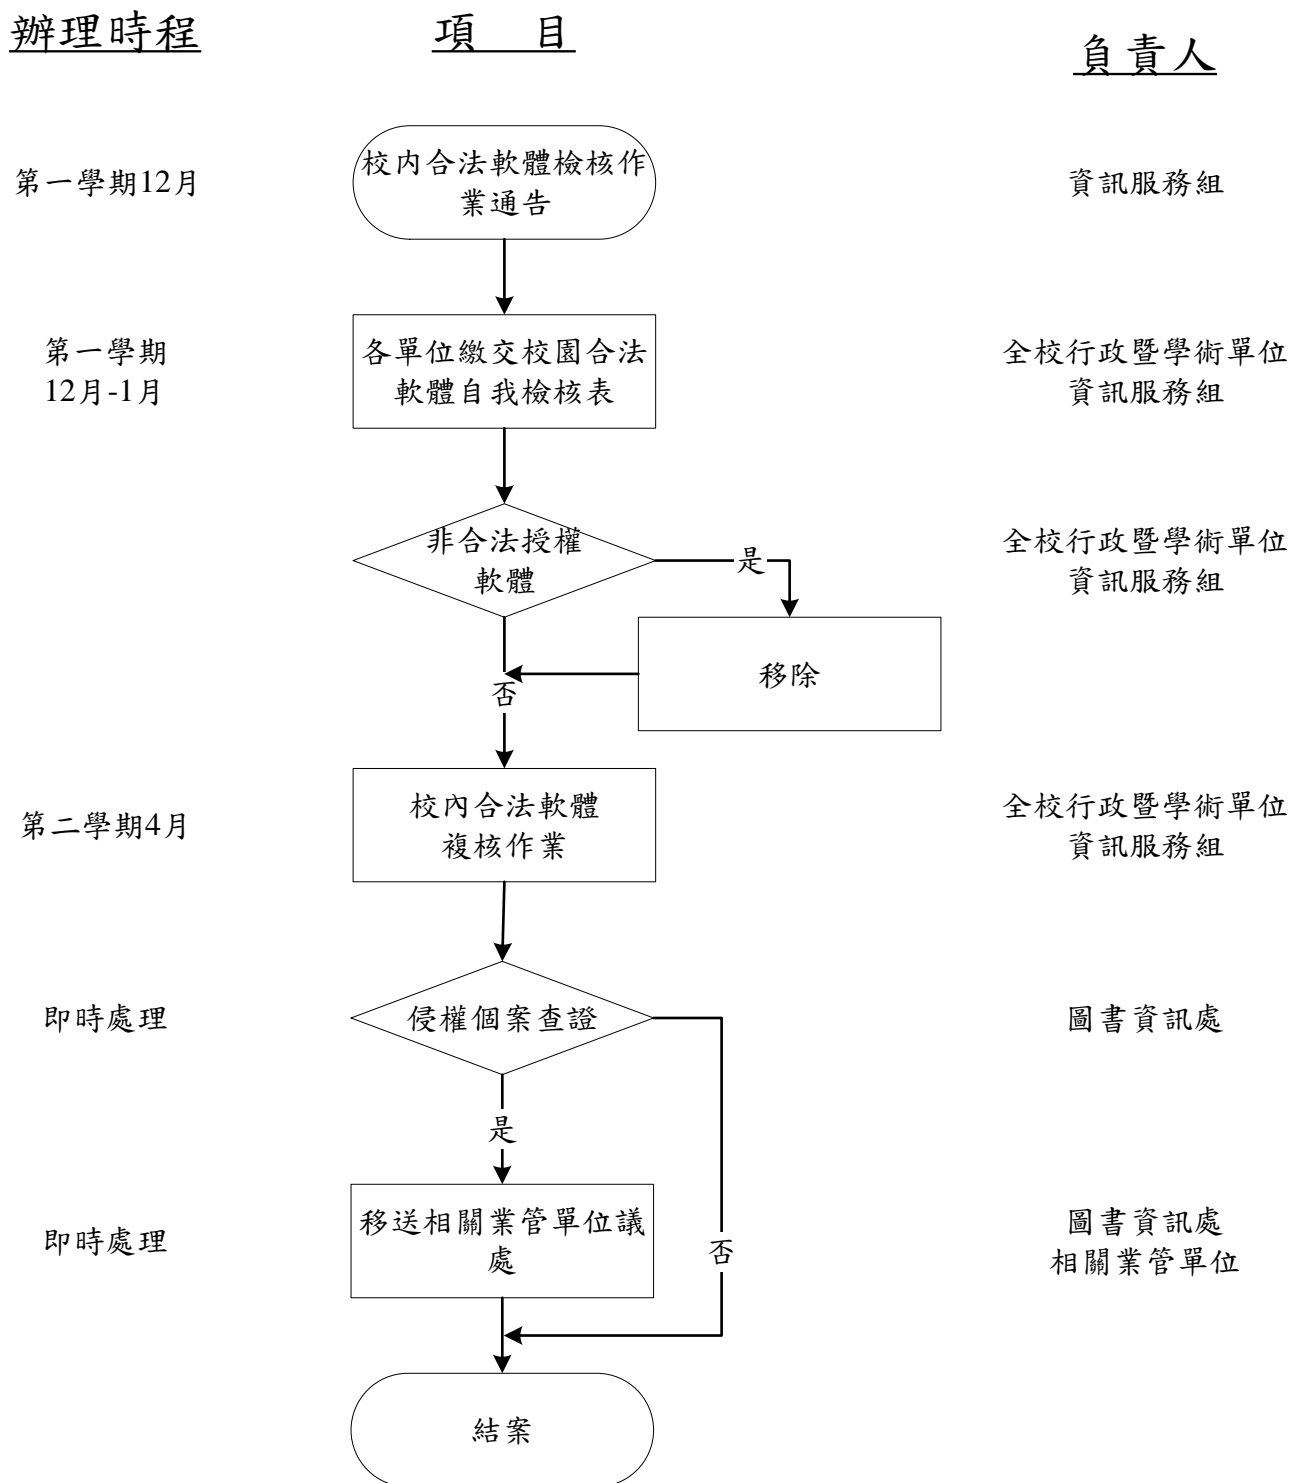 辦理時程
項 目
負責人
第一學期12月
校內合法軟體檢核作
業通告
資訊服務組
第一學期
12月-1月
各單位繳交校園合法
軟體自我檢核表
全校行政暨學術單位
資訊服務組
非合法授權
軟體
是
全校行政暨學術單位
資訊服務組
移除
否
第二學期4月
校內合法軟體
複核作業
全校行政暨學術單位
資訊服務組
即時處理
侵權個案查證
圖書資訊處
是
即時處理
移送相關業管單位議
處
否
圖書資訊處
相關業管單位
結案